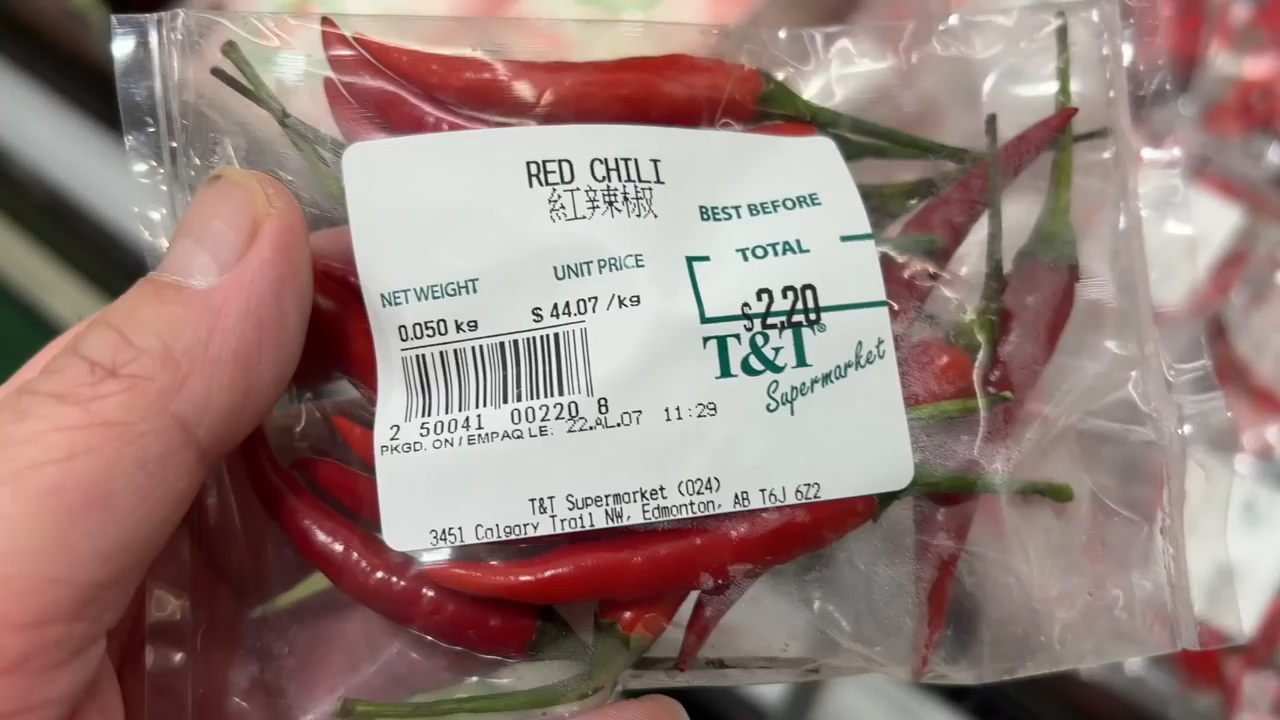 RED CHILI
紅辣椒
BEST BEFORE
NET WEIGHT
UNIT PRICE
TOTAL
0.050 kg
$ 44.07 /kg
$2.20
T&T®
Supermarket
2 50041 00220 8
PKGD. ON / EMPAQ LE: 22.AL.07 11:29
T&T Supermarket (024)
3451 Calgary Trail NW, Edmonton, AB T6J 6Z2